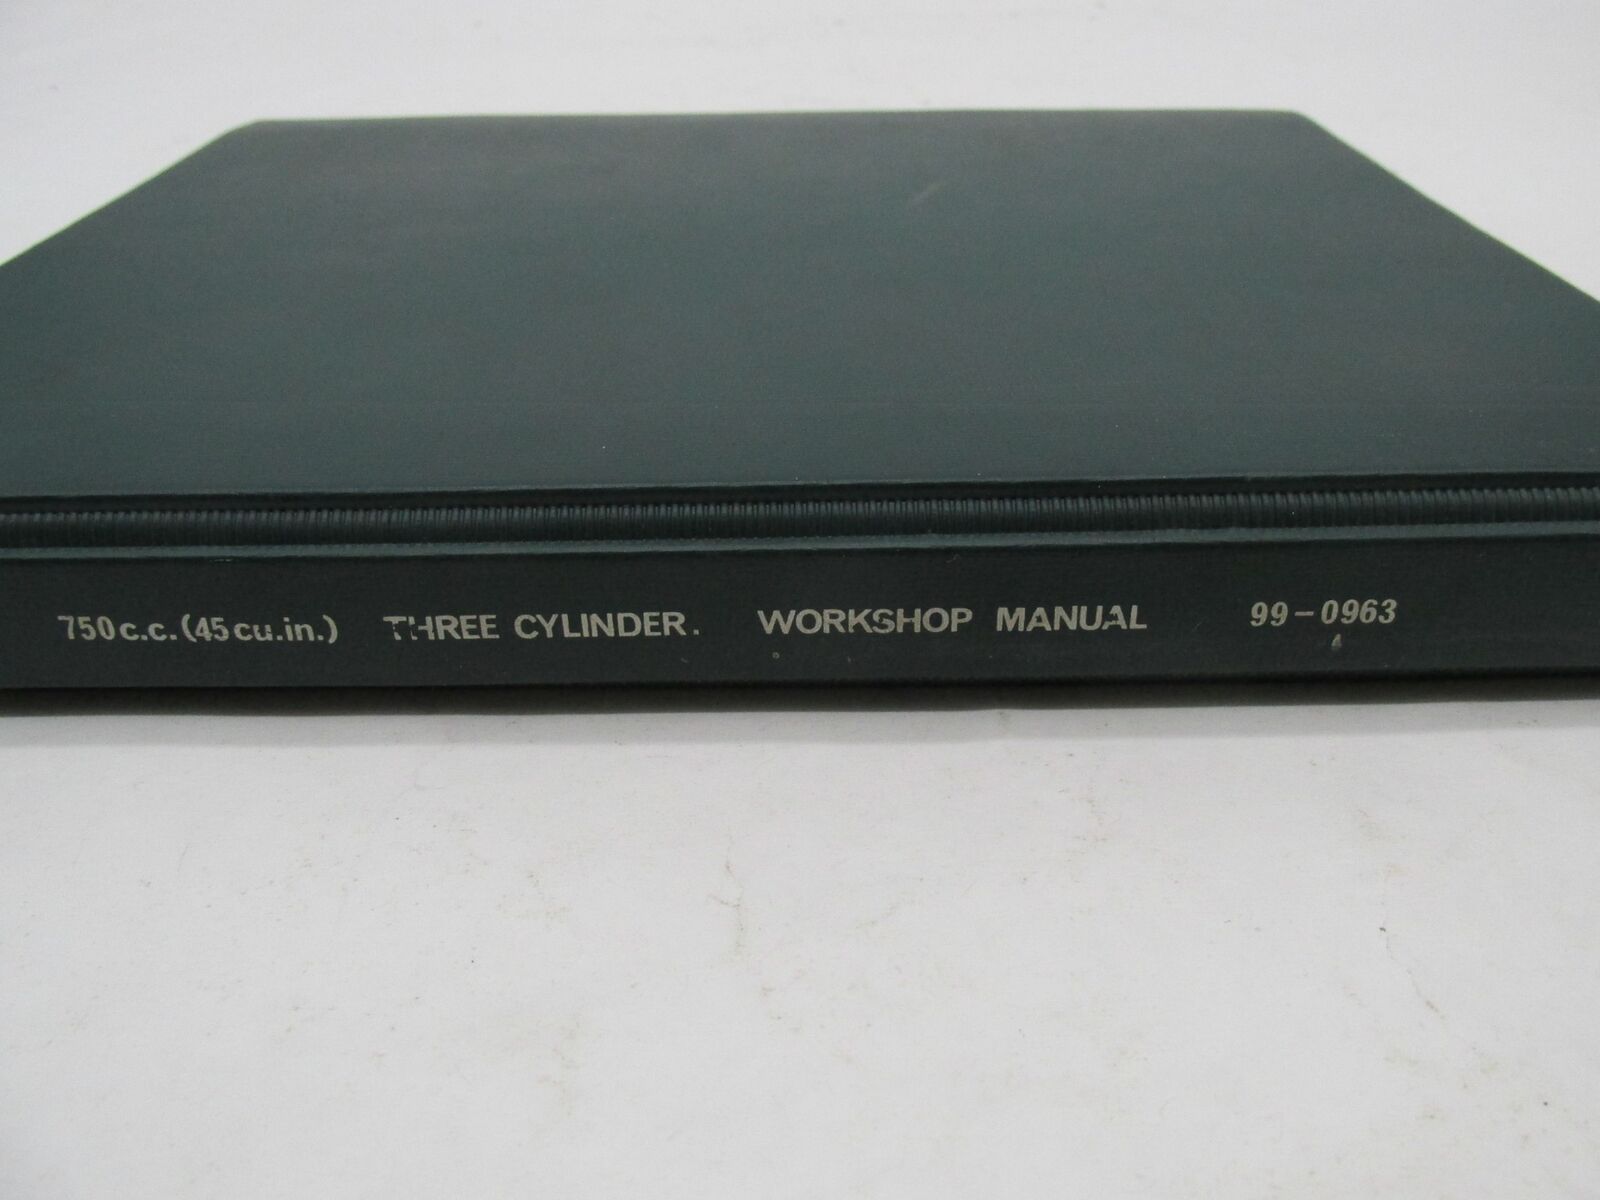 750c.c.(45cu.in.) THREE CYLINDER. WORKSHOP MANUAL 99-0963